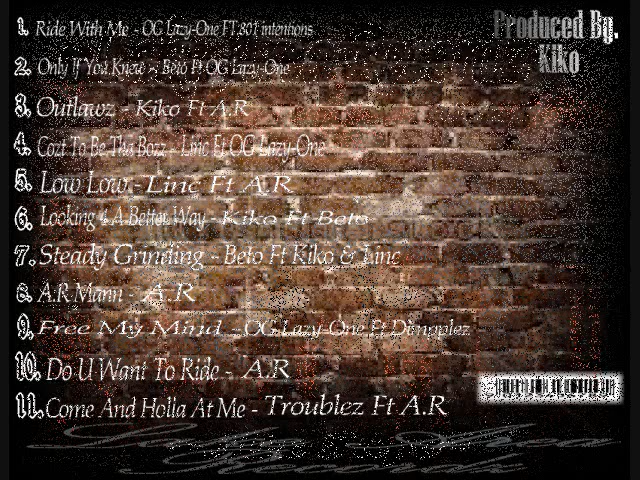 Produced By.
Kiko
1. Ride With Me - OG Lazy-One FT 801 intentions
2. Only If You Knew - Beto Ft OG Lazy-One
3. Outlawz - Kiko Ft A.R
4. Cozt To Be Tha Bozz - Linc Ft OG Lazy-One
5. Low Low - Linc Ft A.R
6. Looking 4 A Better Way - Kiko Ft Beto
7. Steady Grinding - Beto Ft Kiko & Linc
8. A.R Mann - A.R
9. Free My Mind - OG Lazy-One Ft Dimpplez
10. Do U Want To Ride - A.R
11. Come And Holla At Me - Troublez Ft A.R
Records